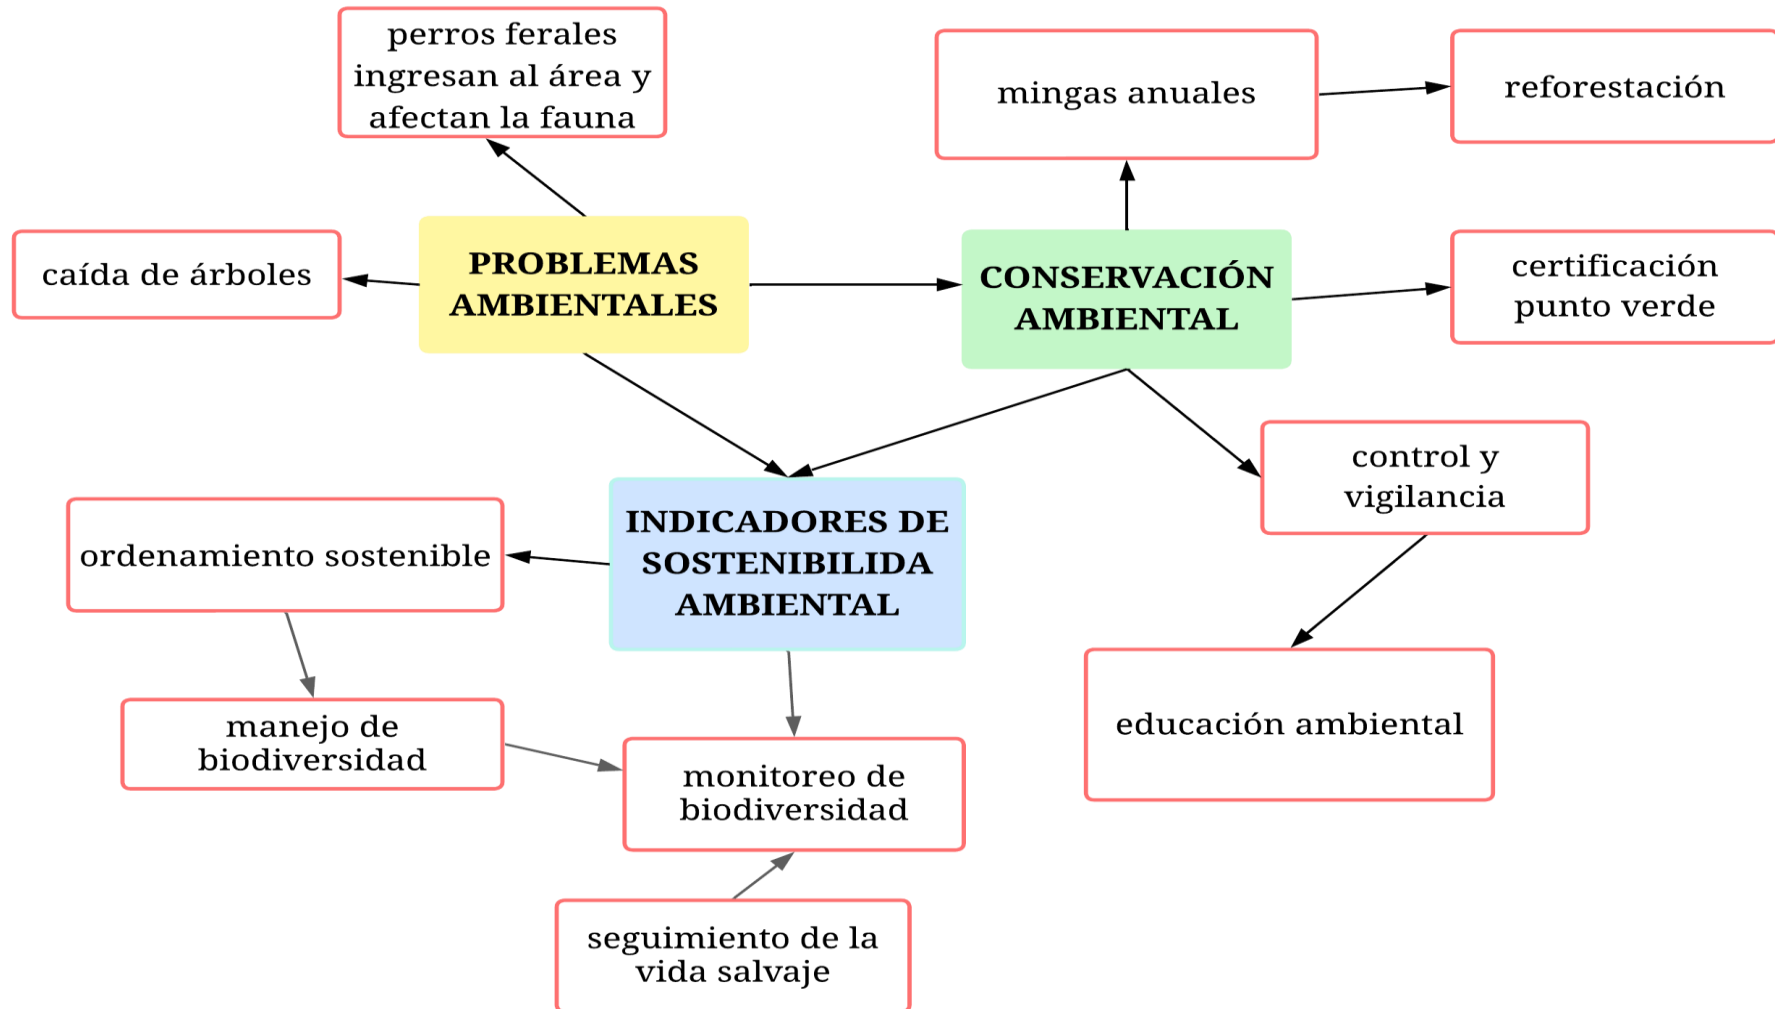 perros ferales
ingresan al área y
afectan la fauna
mingas anuales
reforestación
caída de árboles
PROBLEMAS
AMBIENTALES
CONSERVACIÓN
AMBIENTAL
certificación
punto verde
control y
vigilancia
ordenamiento sostenible
INDICADORES DE
SOSTENIBILIDA
AMBIENTAL
manejo de
biodiversidad
monitoreo de
biodiversidad
educación ambiental
seguimiento de la
vida salvaje